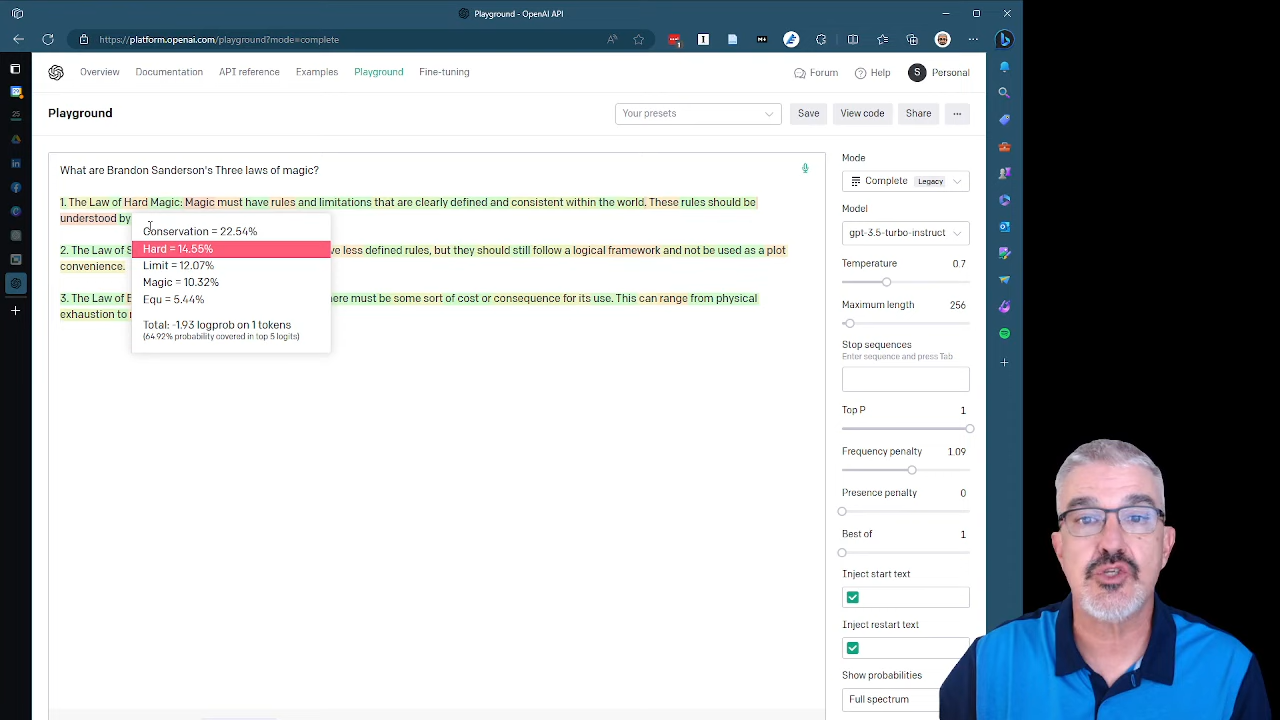 Playground - OpenAI API
https://platform.openai.com/playground?mode=complete
1
Overview Documentation API reference Examples Playground Fine-tuning Forum Help S Personal
25
Playground
Your presets Save View code Share ...
What are Brandon Sanderson's Three laws of magic?
1. The Law of Hard Magic: Magic must have rules and limitations that are clearly defined and consistent within the world. These rules should be
understood by
Conservation = 22.54%
Hard = 14.55%
Limit = 12.07%
Magic = 10.32%
Equ = 5.44%
Total: -1.93 logprob on 1 tokens
(64.92% probability covered in top 5 logits)
2. The Law of less defined rules, but they should still follow a logical framework and not be used as a plot
convenience.
3. The Law of must be some sort of cost or consequence for its use. This can range from physical
exhaustion to
Mode
Complete Legacy
Model
gpt-3.5-turbo-instruct
Temperature 0.7
Maximum length 256
Stop sequences
Enter sequence and press Tab
Top P 1
Frequency penalty 1.09
Presence penalty 0
Best of 1
Inject start text
Inject restart text
Show probabilities
Full spectrum